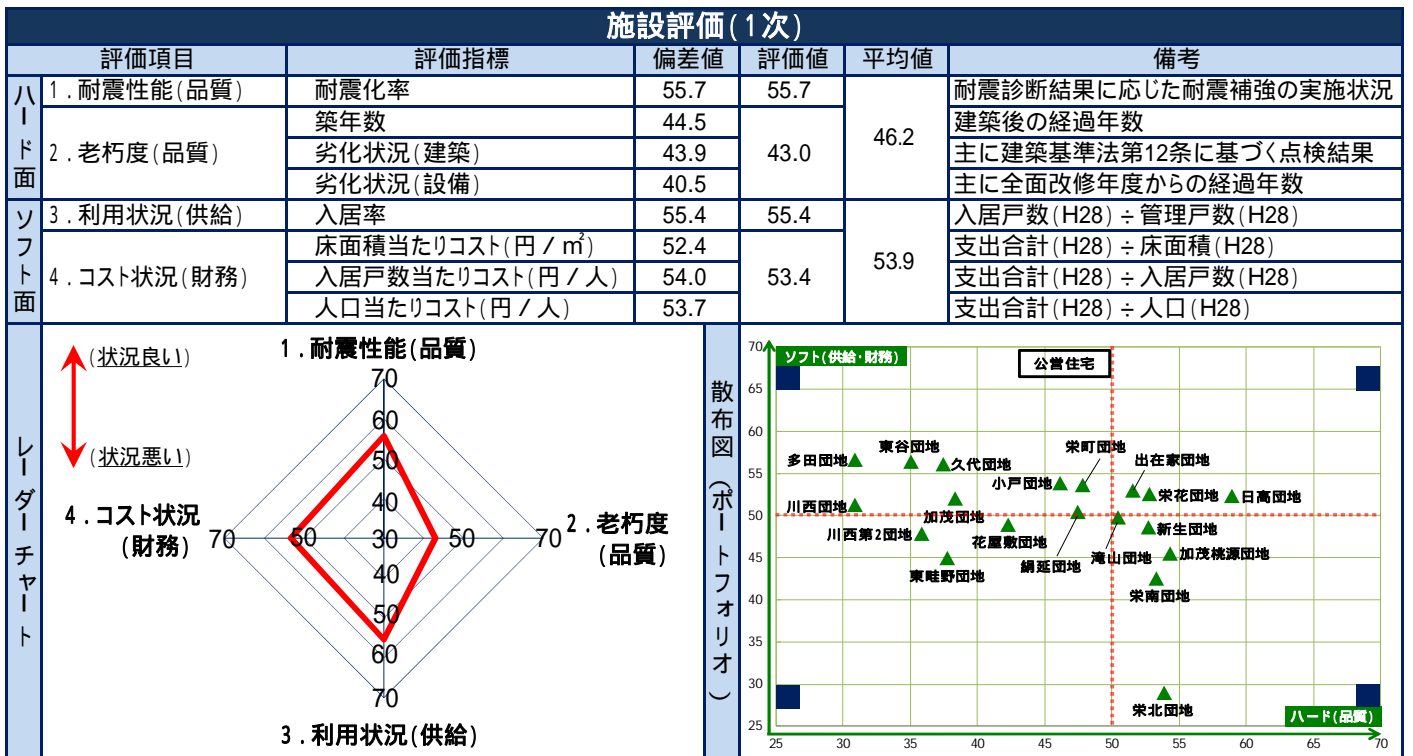 施設評価(1次)
評価項目 評価指標 偏差値 評価値 平均値 備考
ハード面
1．耐震性能(品質) 耐震化率 55.7 55.7 耐震診断結果に応じた耐震補強の実施状況
46.2
2．老朽度(品質) 築年数 44.5 43.0 建築後の経過年数
劣化状況(建築) 43.9 主に建築基準法第12条に基づく点検結果
劣化状況(設備) 40.5 主に全面改修年度からの経過年数
ソフト面
3．利用状況(供給) 入居率 55.4 55.4 入居戸数(H28)÷管理戸数(H28)
53.9
4．コスト状況(財務) 床面積当たりコスト(円／㎡) 52.4 53.4 支出合計(H28)÷床面積(H28)
入居戸数当たりコスト(円／人) 54.0 支出合計(H28)÷入居戸数(H28)
人口当たりコスト(円／人) 53.7 支出合計(H28)÷人口(H28)
レーダーチャート
(状況良い)
(状況悪い)
1．耐震性能(品質)
70
60
50
40
30
40
50
60
70
50
70
50
70
2．老朽度
(品質)
3．利用状況(供給)
4．コスト状況
(財務)
散布図(ポートフォリオ)
ソフト(供給・財務)
公営住宅
70
65
60
55
50
45
40
35
30
25
多田団地
東谷団地
久代団地
小戸団地
栄町団地
出在家団地
栄花団地
日高団地
川西団地
加茂団地
川西第2団地
花屋敷団地
東畦野団地
絹延団地
滝山団地
新生団地
加茂桃源団地
栄南団地
栄北団地
ハード(品質)
25 30 35 40 45 50 55 60 65 70